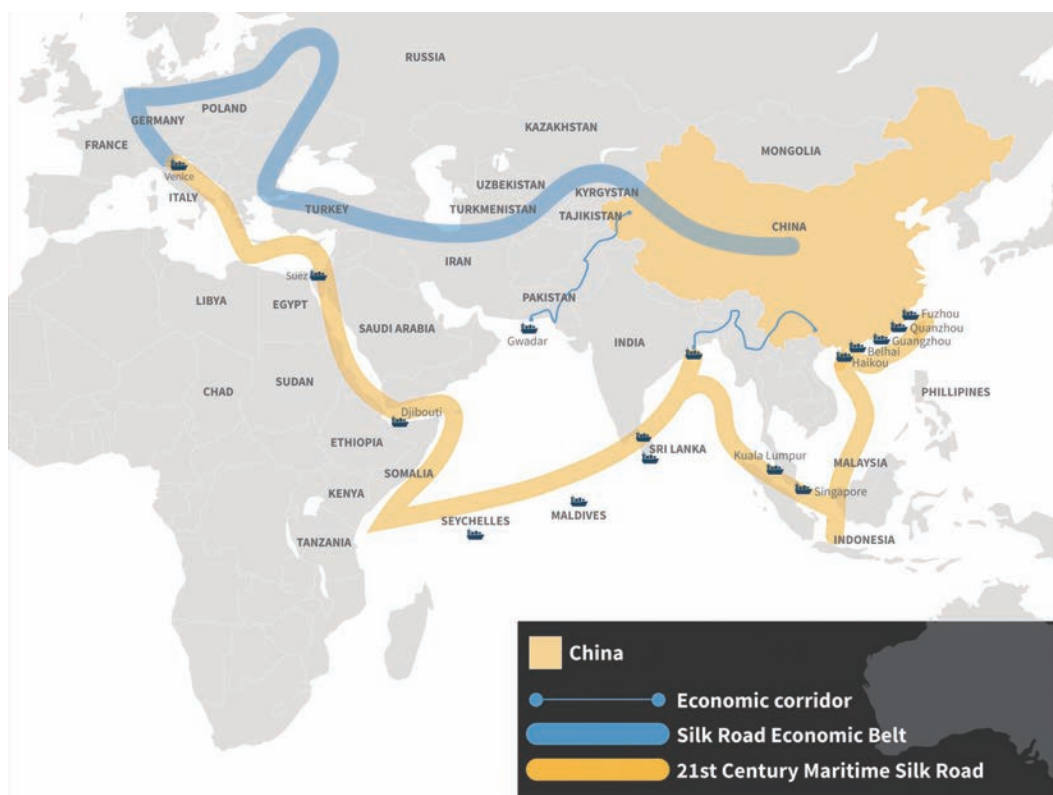 RUSSIA
POLAND
GERMANY
FRANCE
KAZAKHSTAN
MONGOLIA
Venice
ITALY
UZBEKISTAN
KYRGYSTAN
TURKEY
TURKMENISTAN
TAJIKISTAN
CHINA
IRAN
Suez
LIBYA
EGYPT
PAKISTAN
SAUDI ARABIA
Gwadar
INDIA
Fuzhou
Quanzhou
Guangzhou
Belhai
Haikou
CHAD
SUDAN
PHILLIPINES
Djibouti
ETHIOPIA
SRI LANKA
Kuala Lumpur
MALAYSIA
SOMALIA
KENYA
Singapore
SEYCHELLES
MALDIVES
TANZANIA
INDONESIA
China
Economic corridor
Silk Road Economic Belt
21st Century Maritime Silk Road